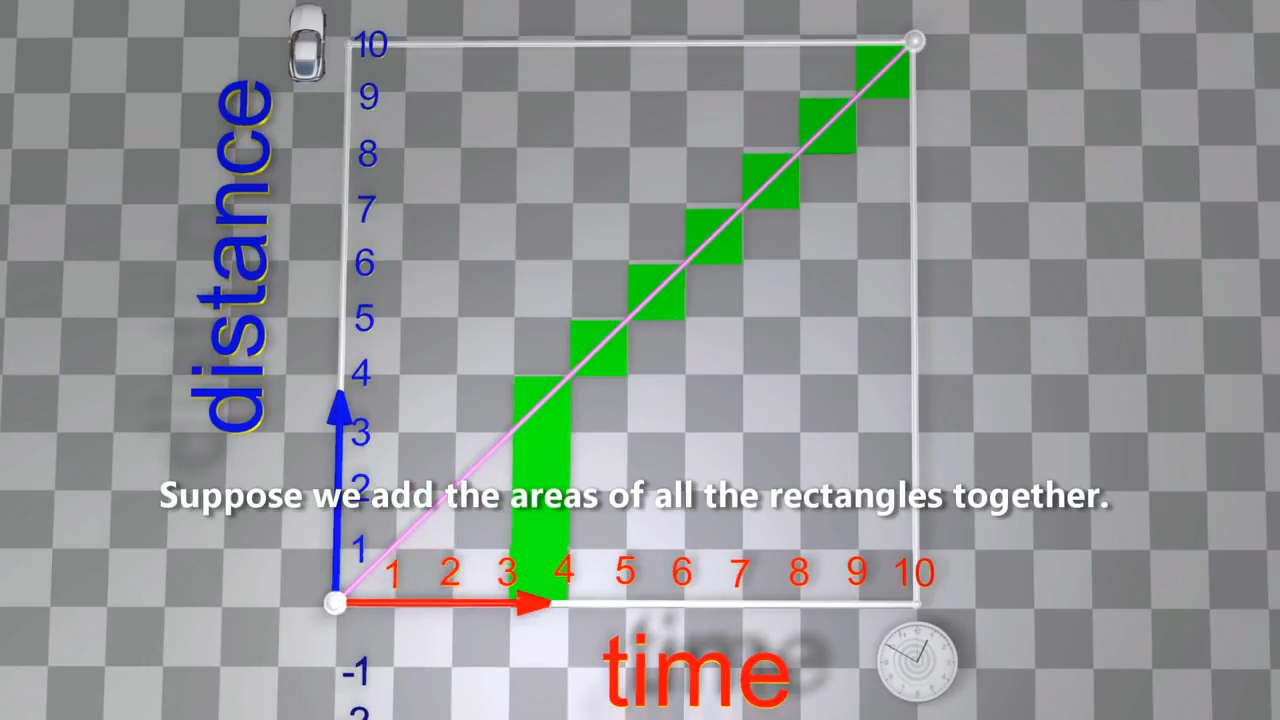 distance
10
9
8
7
6
5
4
3
2
1
Suppose we add the areas of all the rectangles together.
1 2 3 4 5 6 7 8 9 10
time
-1